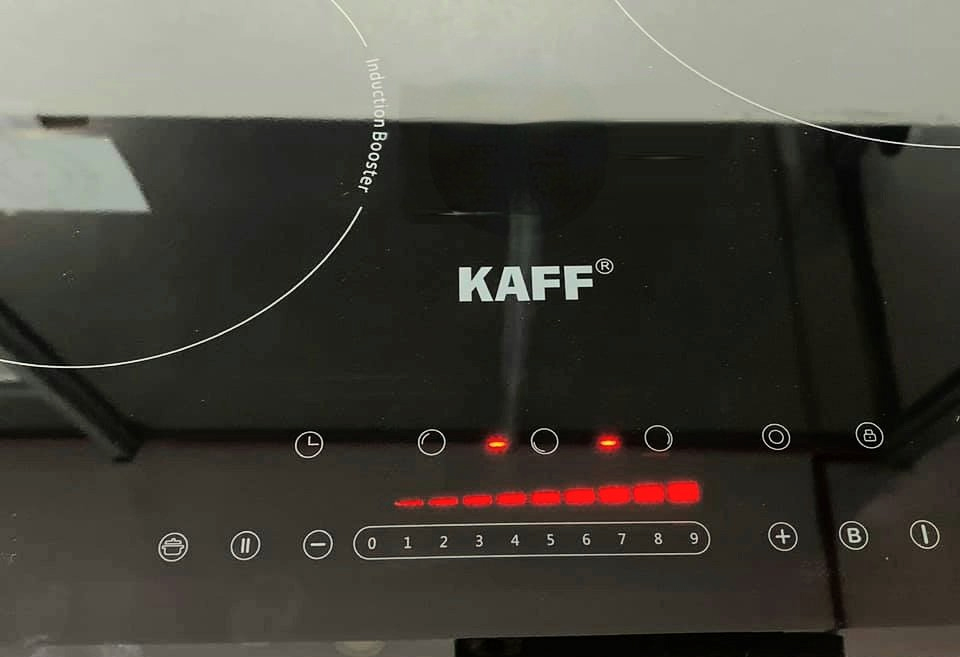 Induction Booster
KAFF®
0 1 2 3 4 5 6 7 8 9
B